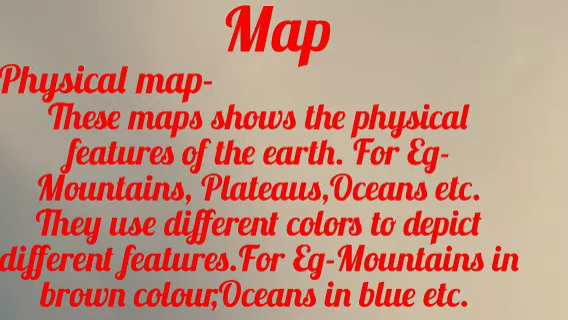 Map
Physical map-
These maps shows the physical
features of the earth. For Eg-
Mountains, Plateaus,Oceans etc.
They use different colors to depict
different features.For Eg-Mountains in
brown colour,Oceans in blue etc.